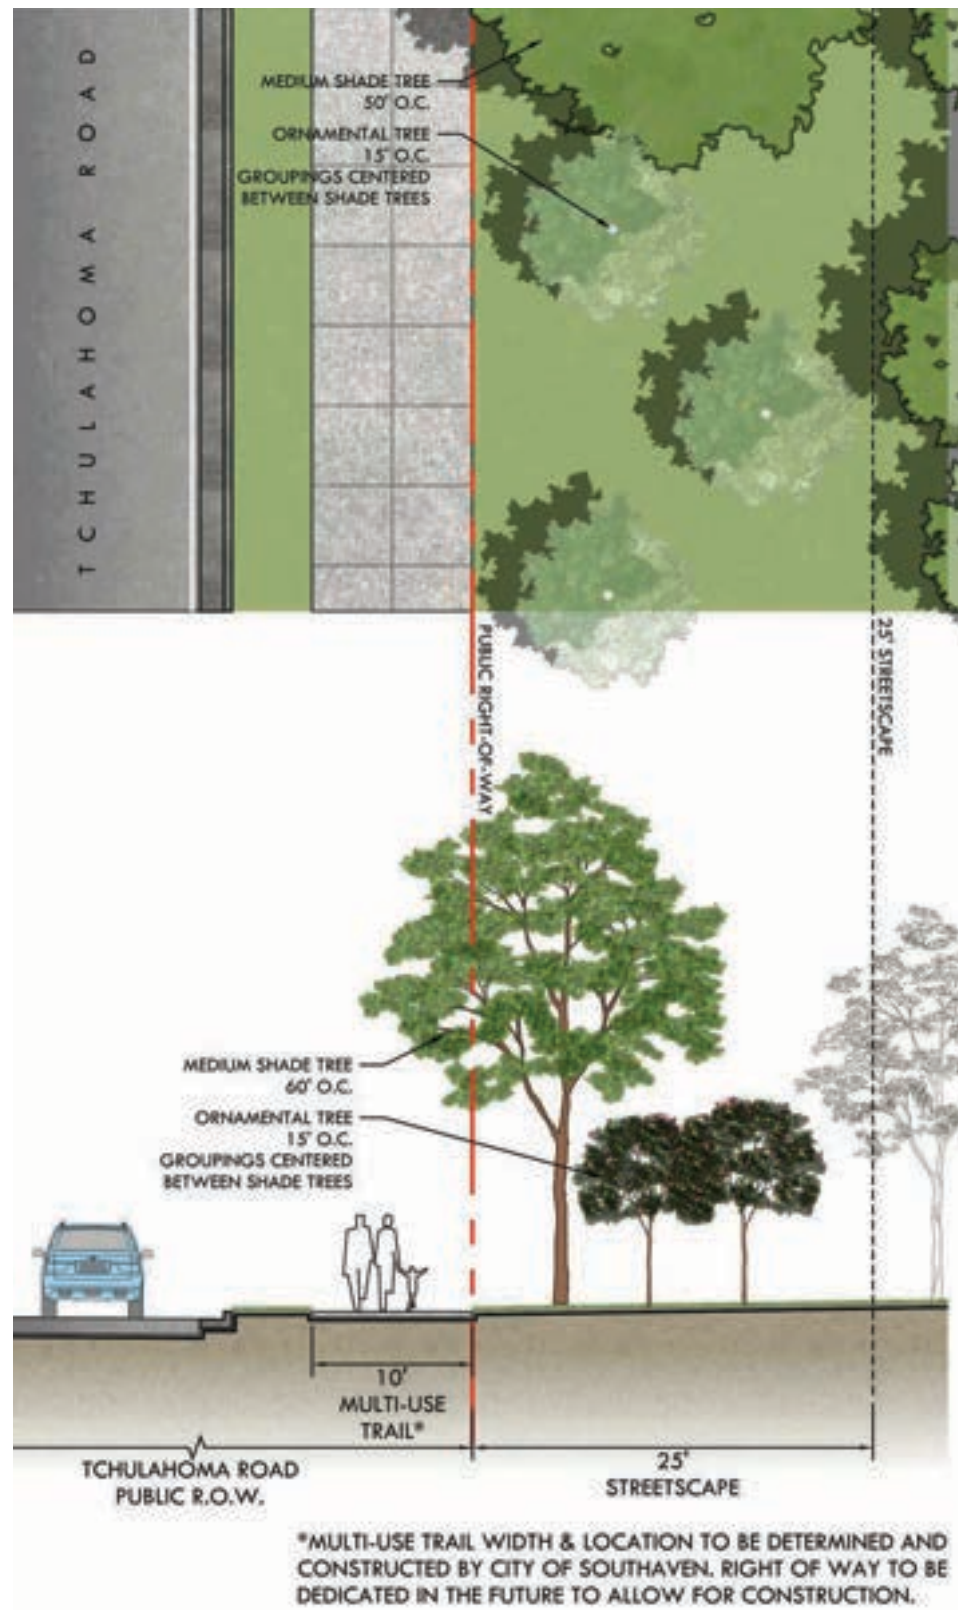 TCHULAHOMA ROAD
MEDIUM SHADE TREE
50' O.C.
ORNAMENTAL TREE
15' O.C.
GROUPINGS CENTERED
BETWEEN SHADE TREES
PUBLIC RIGHT-OF-WAY
25' STREETSCAPE
MEDIUM SHADE TREE
60' O.C.
ORNAMENTAL TREE
15' O.C.
GROUPINGS CENTERED
BETWEEN SHADE TREES
10'
MULTI-USE
TRAIL*
TCHULAHOMA ROAD
PUBLIC R.O.W.
25'
STREETSCAPE
*MULTI-USE TRAIL WIDTH & LOCATION TO BE DETERMINED AND
CONSTRUCTED BY CITY OF SOUTHAVEN. RIGHT OF WAY TO BE
DEDICATED IN THE FUTURE TO ALLOW FOR CONSTRUCTION.